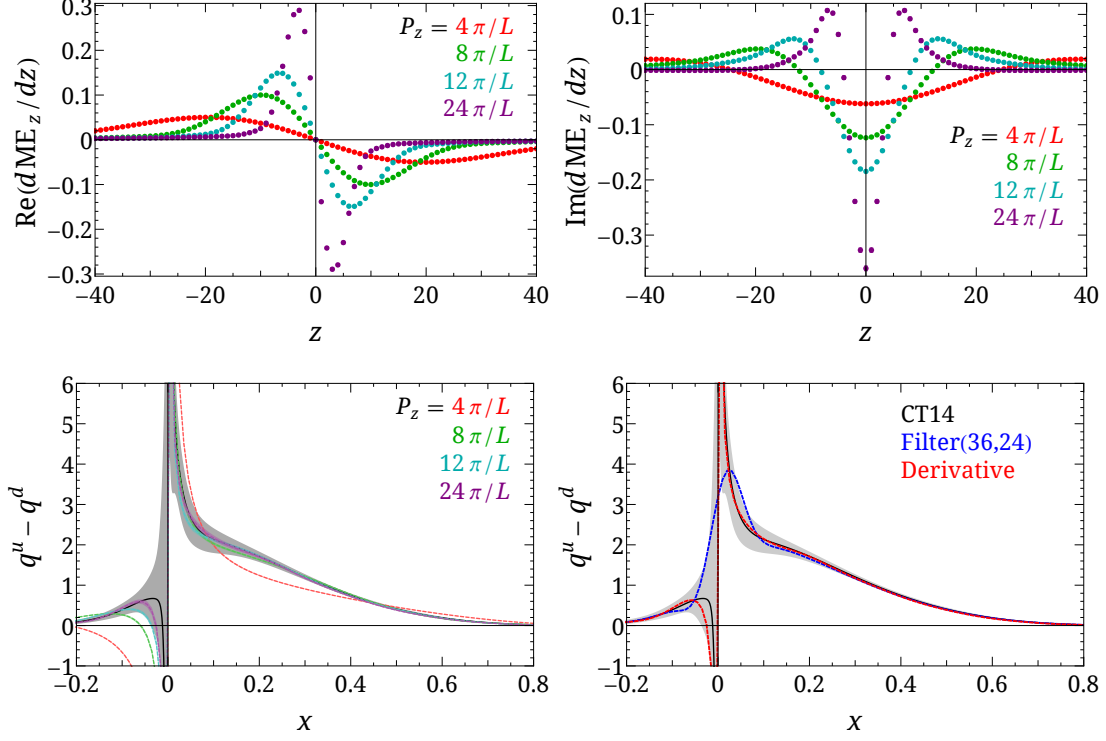 Re(dME_z/dz)
0.3
0.2
0.1
0
−0.1
−0.2
−0.3
P_z = 4 π/L
8 π/L
12 π/L
24 π/L
−40 −20 0 20 40
z
Im(dME_z/dz)
0.1
0
−0.1
−0.2
−0.3
P_z = 4 π/L
8 π/L
12 π/L
24 π/L
−40 −20 0 20 40
z
q^u − q^d
6
5
4
3
2
1
0
−1
P_z = 4 π/L
8 π/L
12 π/L
24 π/L
−0.2 0 0.2 0.4 0.6 0.8
x
q^u − q^d
6
5
4
3
2
1
0
−1
CT14
Filter(36,24)
Derivative
−0.2 0 0.2 0.4 0.6 0.8
x